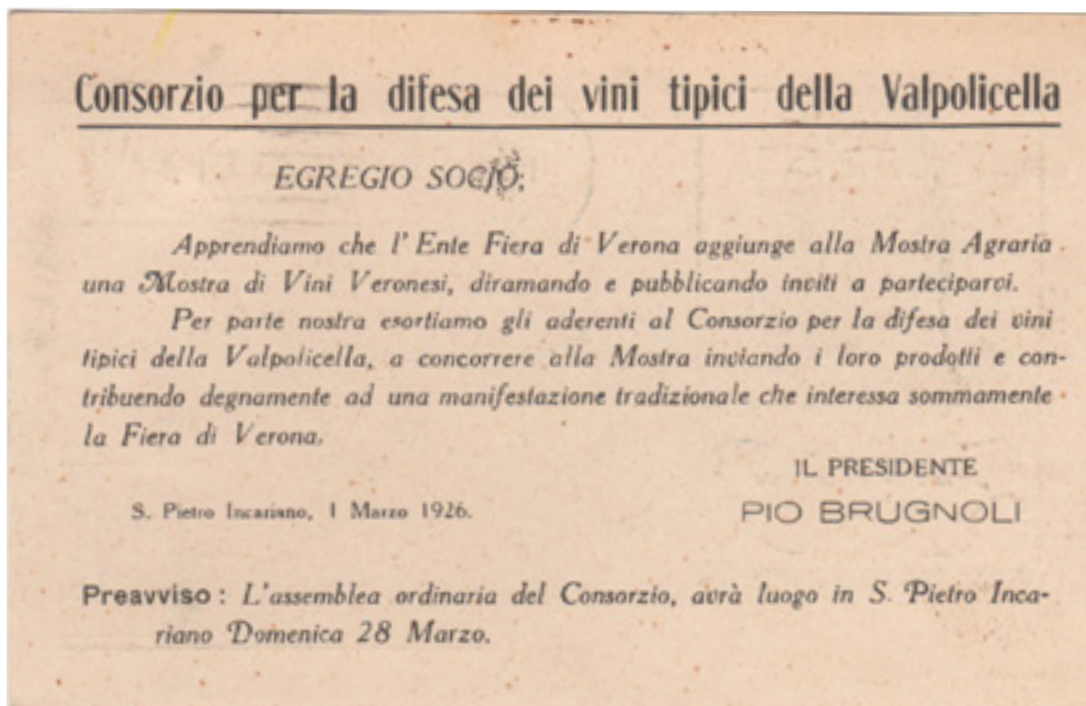 Consorzio per la difesa dei vini tipici della Valpolicella
EGREGIO SOCIO,
Apprendiamo che l' Ente Fiera di Verona aggiunge alla Mostra Agraria
una Mostra di Vini Veronesi, diramando e pubblicando inviti a parteciparvi.
Per parte nostra esortiamo gli aderenti al Consorzio per la difesa dei vini
tipici della Valpolicella, a concorrere alla Mostra inviando i loro prodotti e con-
tribuendo degnamente ad una manifestazione tradizionale che interessa sommamente
la Fiera di Verona.
IL PRESIDENTE
S. Pietro Incariano, 1 Marzo 1926.
PIO BRUGNOLI
Preavviso : L'assemblea ordinaria del Consorzio, avrà luogo in S. Pietro Inca-
riano Domenica 28 Marzo.